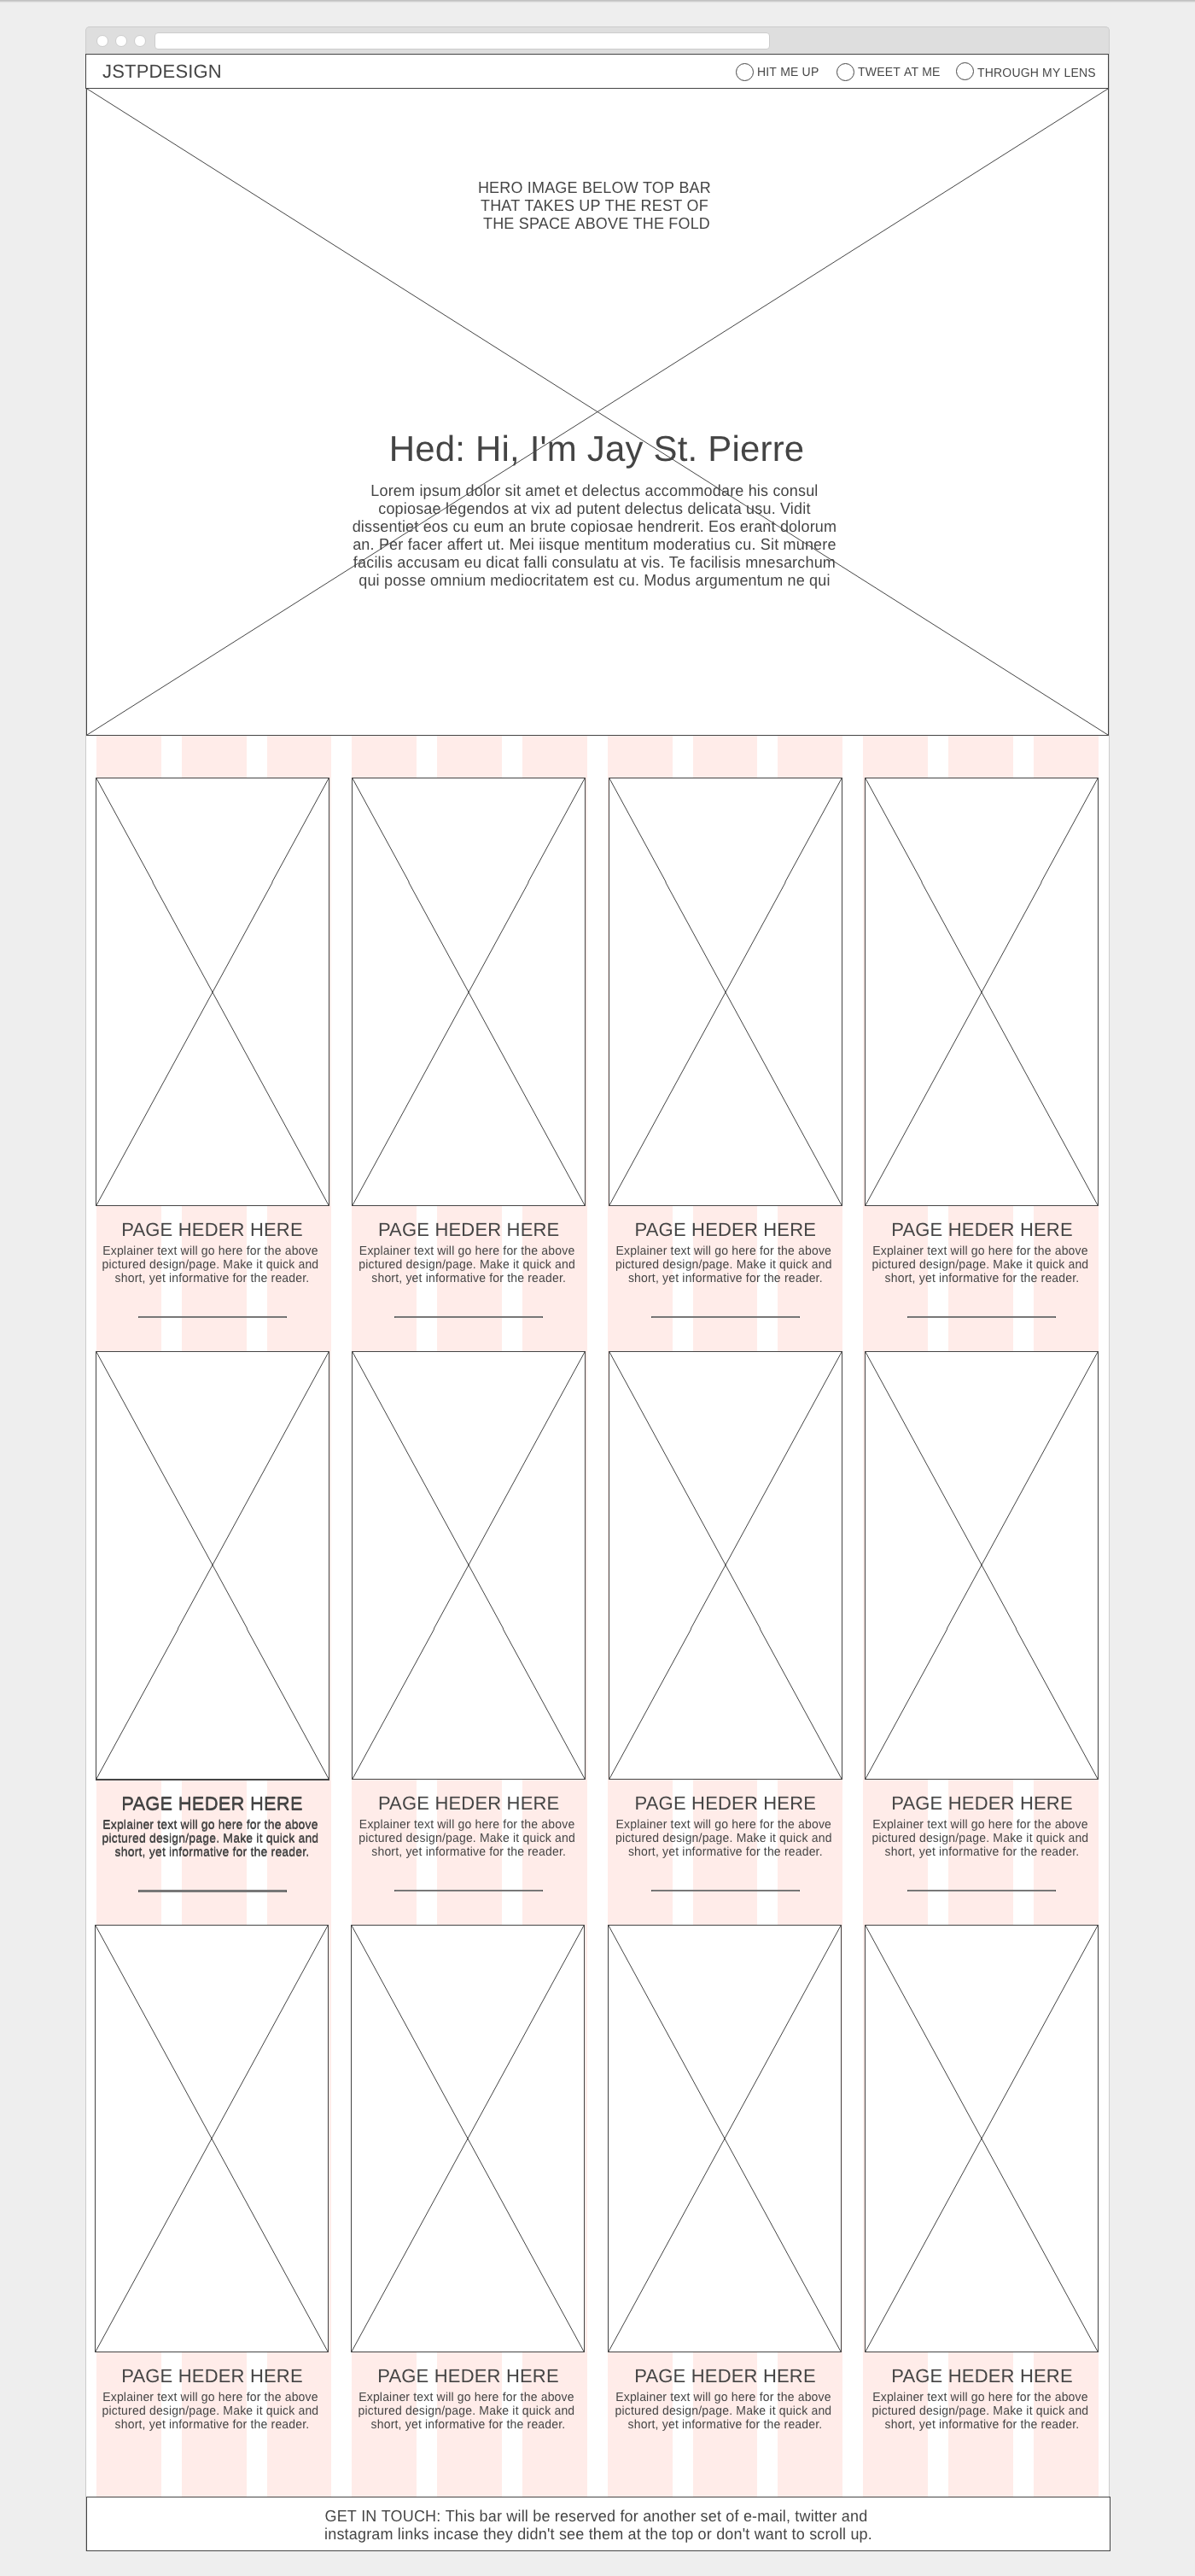 JSTPDESIGN
HIT ME UP
TWEET AT ME
THROUGH MY LENS
HERO IMAGE BELOW TOP BAR
THAT TAKES UP THE REST OF
THE SPACE ABOVE THE FOLD
Hed: Hi, I'm Jay St. Pierre
Lorem ipsum dolor sit amet et delectus accommodare his consul
copiosae legendos at vix ad putent delectus delicata usu. Vidit
dissentiet eos cu eum an brute copiosae hendrerit. Eos erant dolorum
an. Per facer affert ut. Mei iisque mentitum moderatius cu. Sit munere
facilis accusam eu dicat falli consulatu at vis. Te facilisis mnesarchum
qui posse omnium mediocritatem est cu. Modus argumentum ne qui
PAGE HEDER HERE
Explainer text will go here for the above
pictured design/page. Make it quick and
short, yet informative for the reader.
PAGE HEDER HERE
Explainer text will go here for the above
pictured design/page. Make it quick and
short, yet informative for the reader.
PAGE HEDER HERE
Explainer text will go here for the above
pictured design/page. Make it quick and
short, yet informative for the reader.
PAGE HEDER HERE
Explainer text will go here for the above
pictured design/page. Make it quick and
short, yet informative for the reader.
PAGE HEDER HERE
Explainer text will go here for the above
pictured design/page. Make it quick and
short, yet informative for the reader.
PAGE HEDER HERE
Explainer text will go here for the above
pictured design/page. Make it quick and
short, yet informative for the reader.
PAGE HEDER HERE
Explainer text will go here for the above
pictured design/page. Make it quick and
short, yet informative for the reader.
PAGE HEDER HERE
Explainer text will go here for the above
pictured design/page. Make it quick and
short, yet informative for the reader.
PAGE HEDER HERE
Explainer text will go here for the above
pictured design/page. Make it quick and
short, yet informative for the reader.
PAGE HEDER HERE
Explainer text will go here for the above
pictured design/page. Make it quick and
short, yet informative for the reader.
PAGE HEDER HERE
Explainer text will go here for the above
pictured design/page. Make it quick and
short, yet informative for the reader.
PAGE HEDER HERE
Explainer text will go here for the above
pictured design/page. Make it quick and
short, yet informative for the reader.
GET IN TOUCH: This bar will be reserved for another set of e-mail, twitter and
instagram links incase they didn't see them at the top or don't want to scroll up.